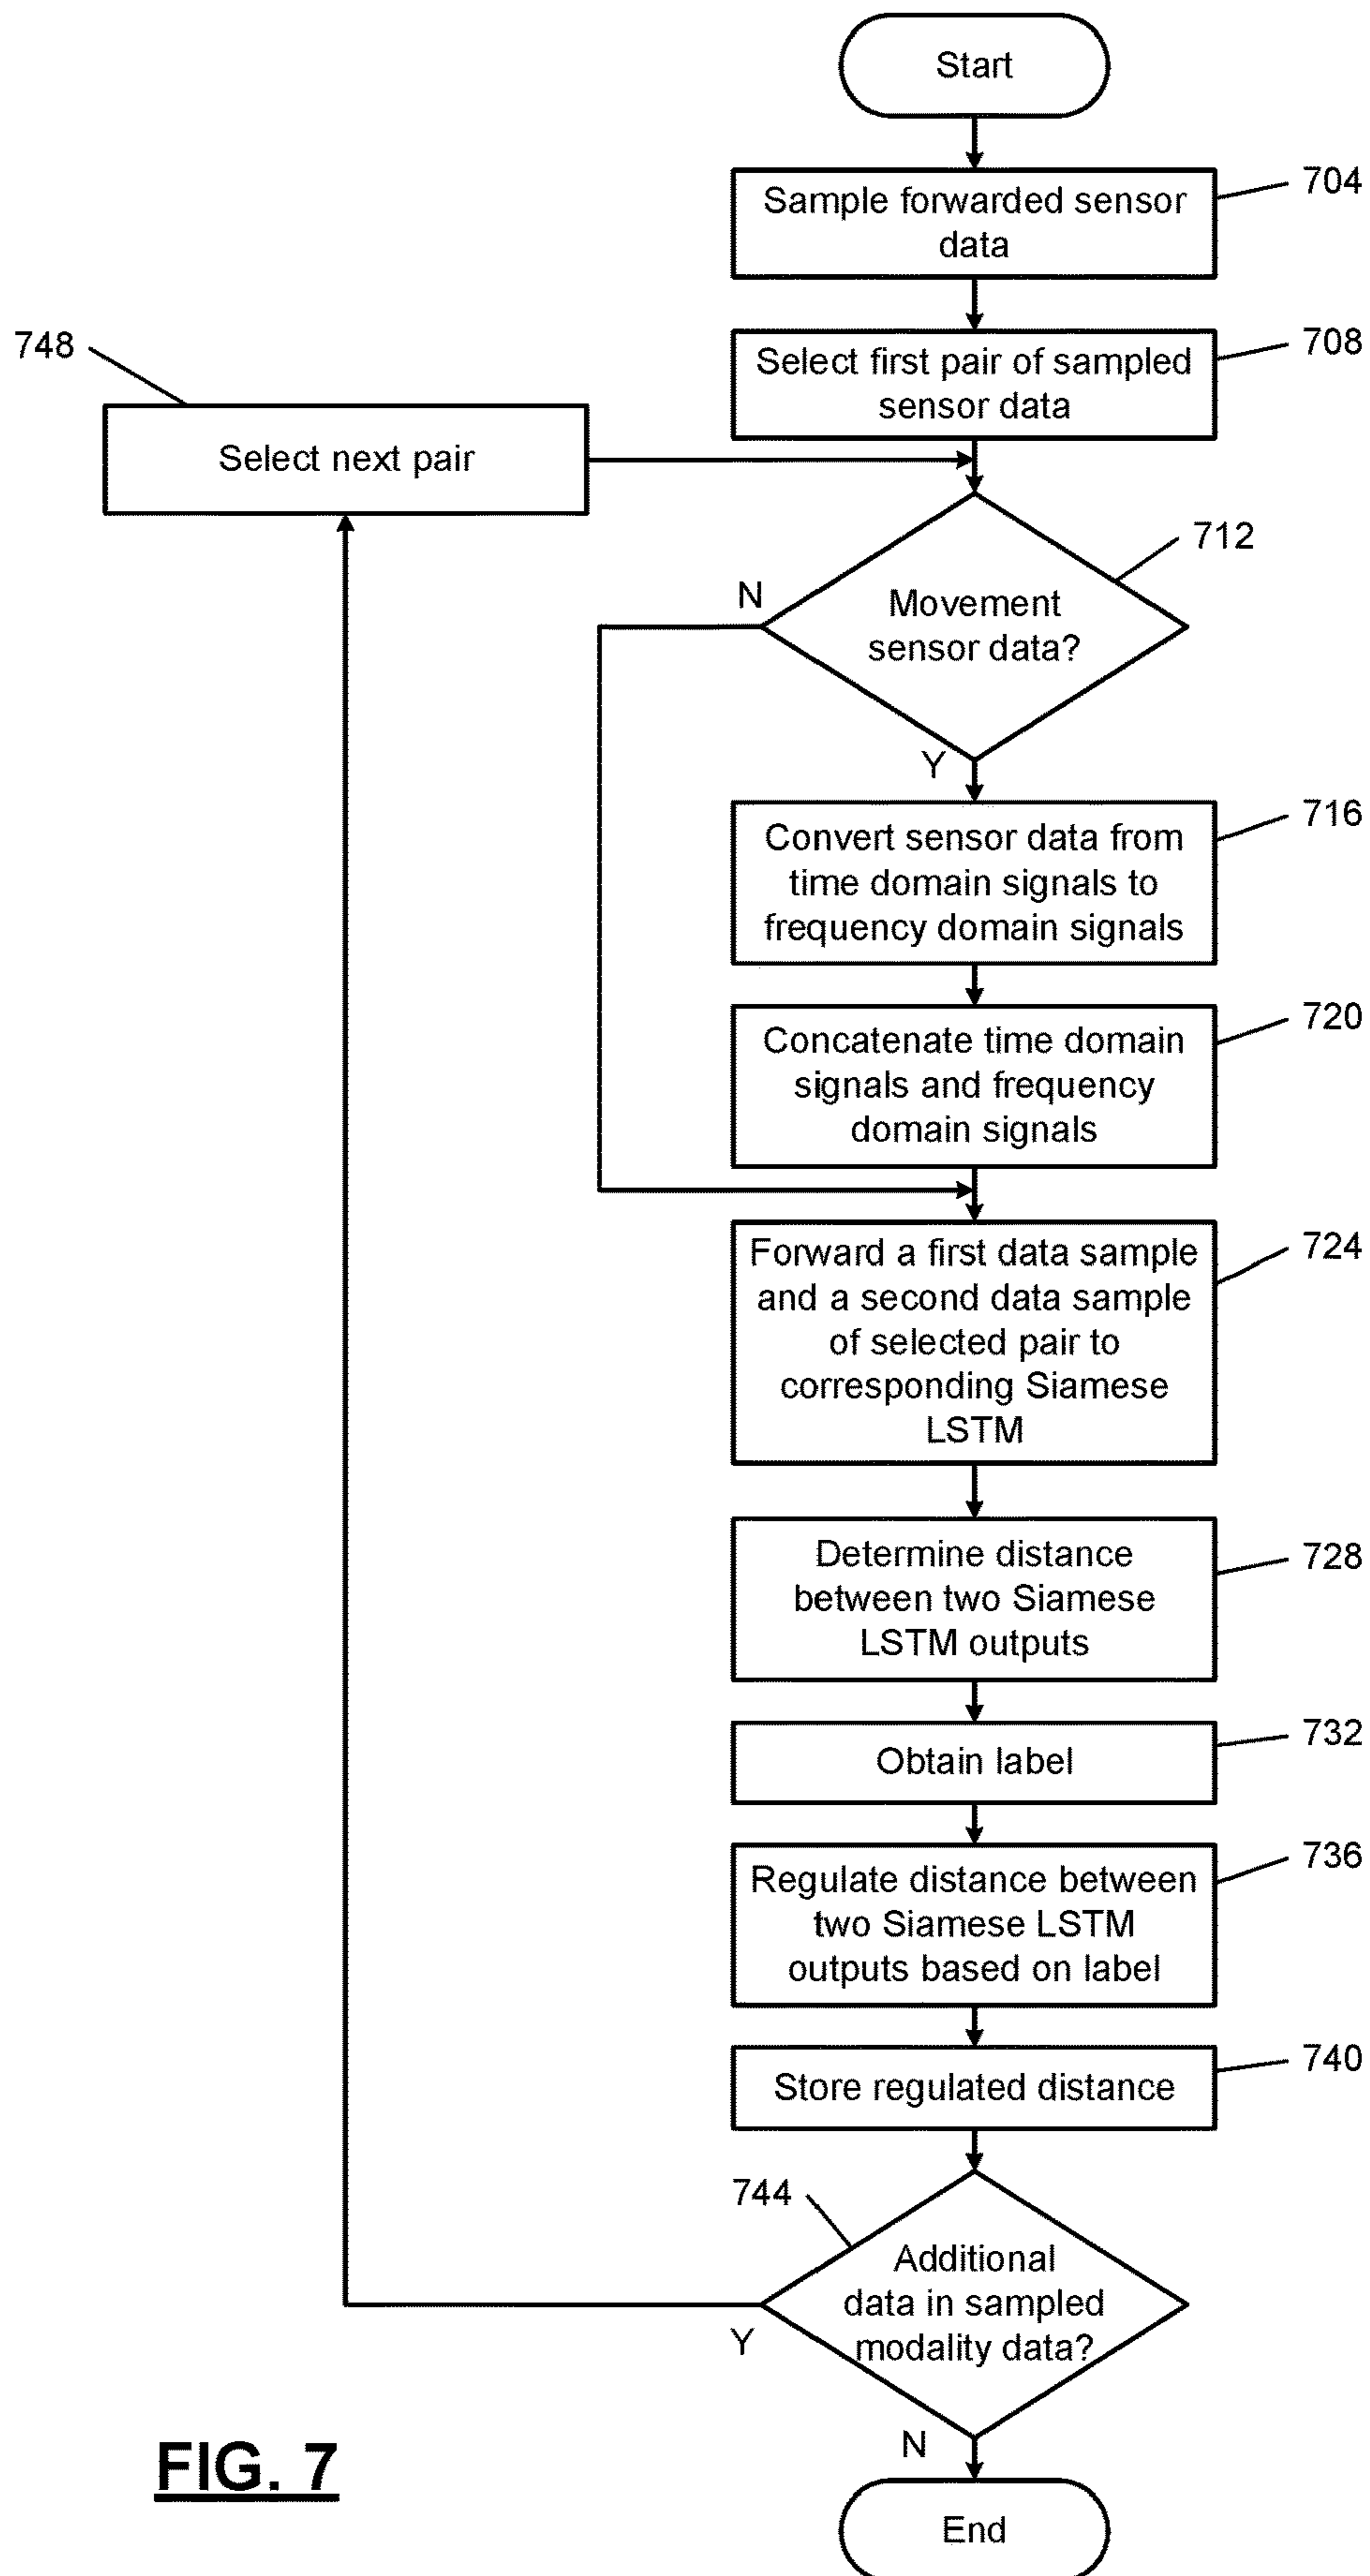 Start
704
Sample forwarded sensor
data
708
Select first pair of sampled
sensor data
748
Select next pair
712
Movement
sensor data?
N
Y
716
Convert sensor data from
time domain signals to
frequency domain signals
720
Concatenate time domain
signals and frequency
domain signals
724
Forward a first data sample
and a second data sample
of selected pair to
corresponding Siamese
LSTM
728
Determine distance
between two Siamese
LSTM outputs
732
Obtain label
736
Regulate distance between
two Siamese LSTM
outputs based on label
740
Store regulated distance
744
Additional
data in sampled
modality data?
Y
N
FIG. 7
End